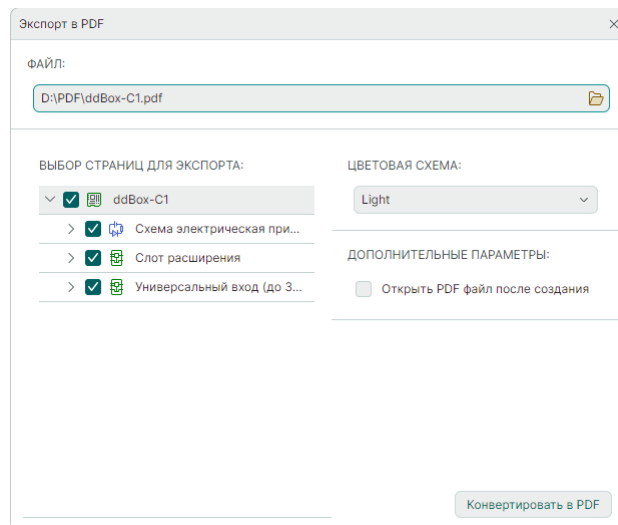 Экспорт в PDF
ФАЙЛ:
D:\PDF\ddBox-C1.pdf
ВЫБОР СТРАНИЦ ДЛЯ ЭКСПОРТА:
ddBox-C1
Схема электрическая при...
Слот расширения
Универсальный вход (до 3...
ЦВЕТОВАЯ СХЕМА:
Light
ДОПОЛНИТЕЛЬНЫЕ ПАРАМЕТРЫ:
Открыть PDF файл после создания
Конвертировать в PDF